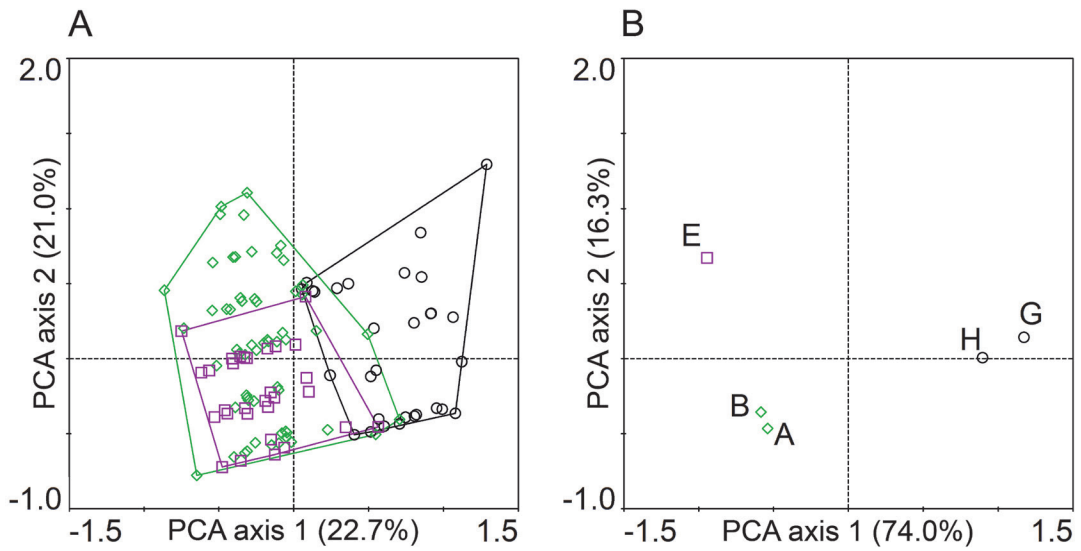 A
2.0
PCA axis 2 (21.0%)
-1.0
-1.5
PCA axis 1 (22.7%)
1.5
B
2.0
PCA axis 2 (16.3%)
E
G
H
B
A
-1.0
-1.5
PCA axis 1 (74.0%)
1.5